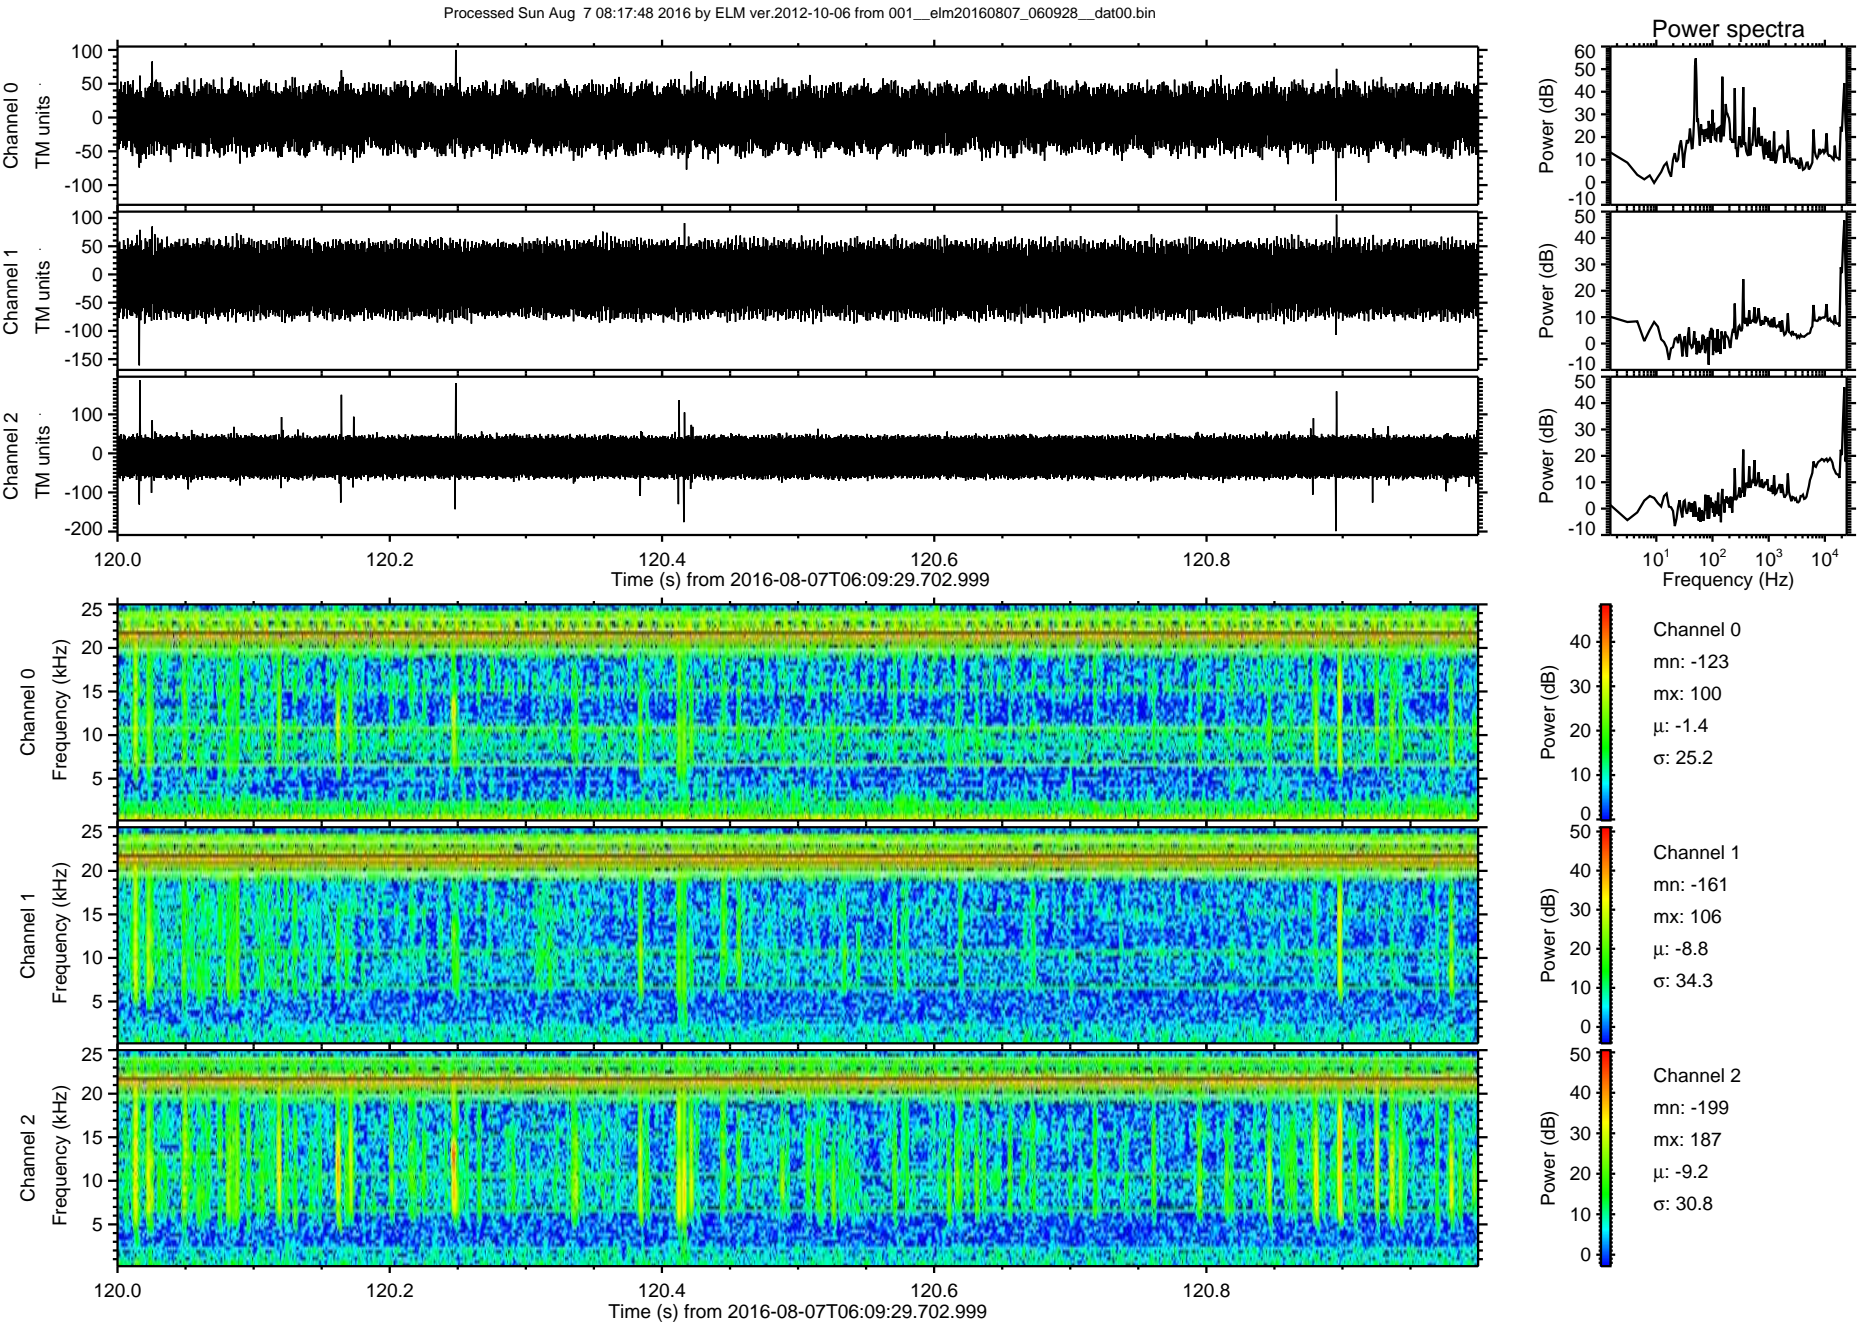 Processed Sun Aug  7 08:17:48 2016 by ELM ver.2012-10-06 from 001__elm20160807_060928__dat00.bin
Power spectra
Channel 0
TM units
100
50
0
-50
-100
Power (dB)
60
50
40
30
20
10
0
-10
Channel 1
TM units
100
50
0
-50
-100
-150
Power (dB)
50
40
30
20
10
0
-10
Channel 2
TM units
100
0
-100
-200
Power (dB)
50
40
30
20
10
0
-10
120.0 120.2 120.4 120.6 120.8
Time (s) from 2016-08-07T06:09:29.702.999
10¹ 10² 10³ 10⁴
Frequency (Hz)
Channel 0
Frequency (kHz)
25
20
15
10
5
Power (dB)
40
30
20
10
0
Channel 0
mn: -123
mx: 100
μ: -1.4
σ: 25.2
Channel 1
Frequency (kHz)
25
20
15
10
5
Power (dB)
50
40
30
20
10
0
Channel 1
mn: -161
mx: 106
μ: -8.8
σ: 34.3
Channel 2
Frequency (kHz)
25
20
15
10
5
Power (dB)
50
40
30
20
10
0
Channel 2
mn: -199
mx: 187
μ: -9.2
σ: 30.8
120.0 120.2 120.4 120.6 120.8
Time (s) from 2016-08-07T06:09:29.702.999